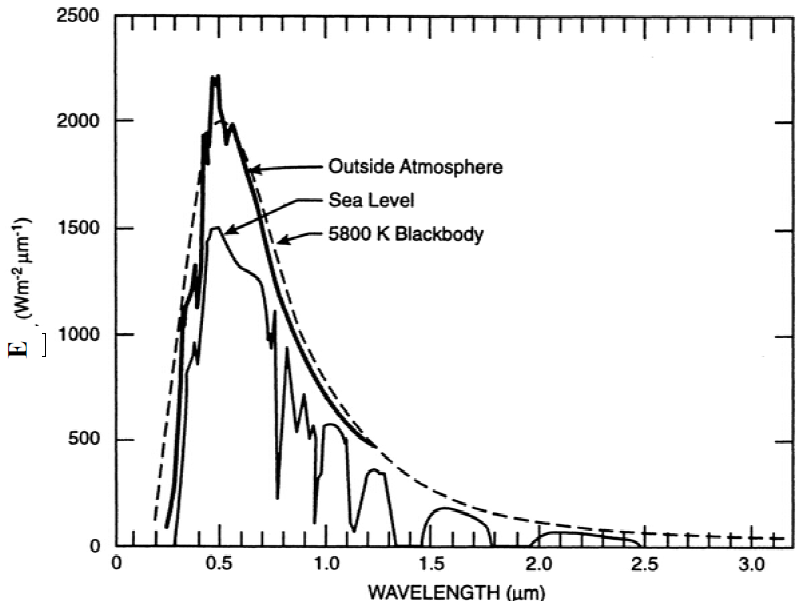 2500
2000
1500
1000
500
0
E (Wm⁻² μm⁻¹)
Outside Atmosphere
Sea Level
5800 K Blackbody
0 0.5 1.0 1.5 2.0 2.5 3.0
WAVELENGTH (μm)